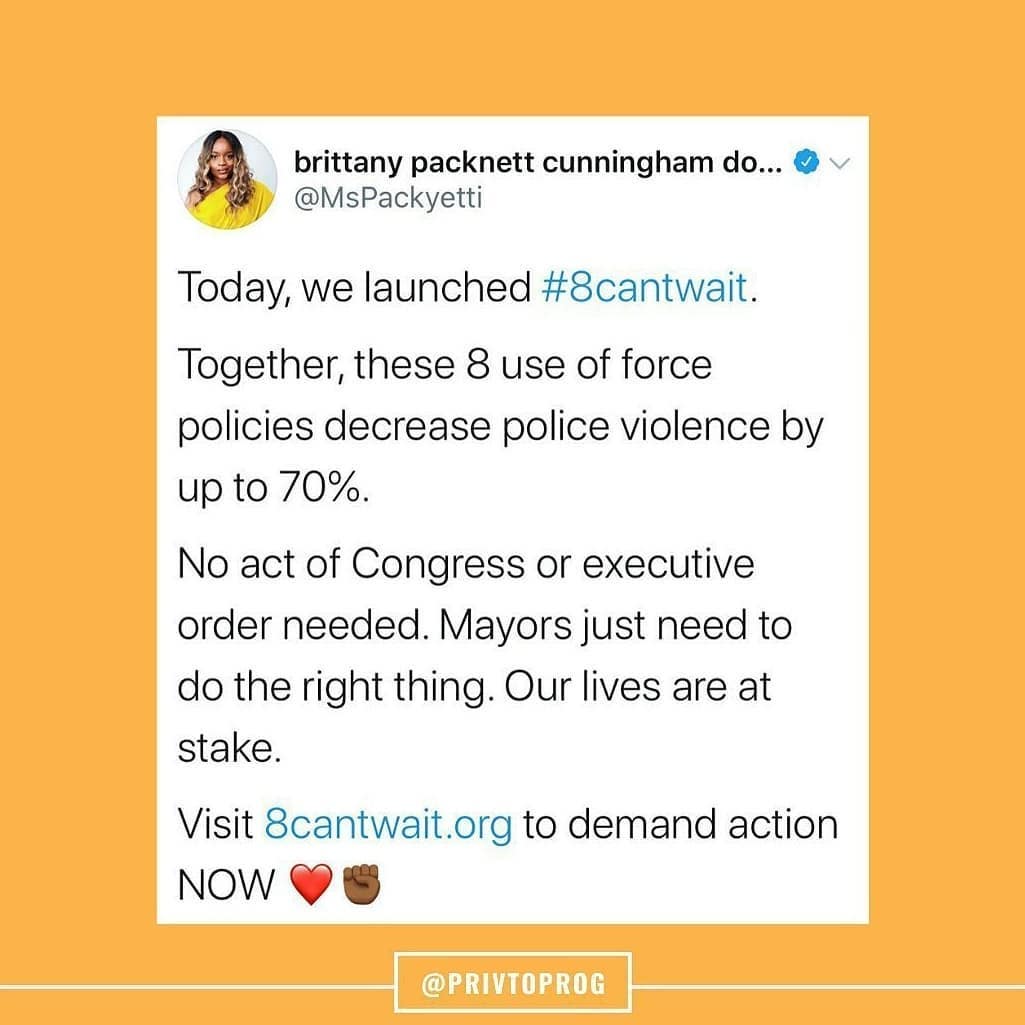 brittany packnett cunningham do...
@MsPackyetti
Today, we launched #8cantwait.
Together, these 8 use of force
policies decrease police violence by
up to 70%.
No act of Congress or executive
order needed. Mayors just need to
do the right thing. Our lives are at
stake.
Visit 8cantwait.org to demand action
NOW ❤️✊🏾
@PRIVTOPROG